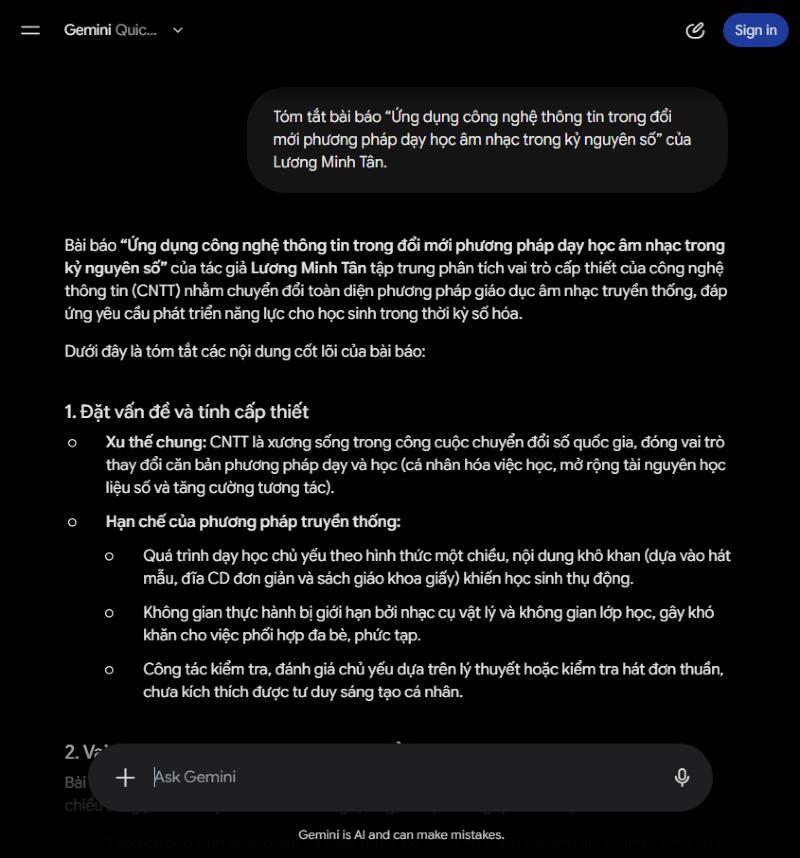 Gemini Quic...
Sign in
Tóm tắt bài báo “Ứng dụng công nghệ thông tin trong đổi
mới phương pháp dạy học âm nhạc trong kỷ nguyên số” của
Lương Minh Tân.
Bài báo “Ứng dụng công nghệ thông tin trong đổi mới phương pháp dạy học âm nhạc trong
kỷ nguyên số” của tác giả Lương Minh Tân tập trung phân tích vai trò cấp thiết của công nghệ
thông tin (CNTT) nhằm chuyển đổi toàn diện phương pháp giáo dục âm nhạc truyền thống, đáp
ứng yêu cầu phát triển năng lực cho học sinh trong thời kỳ số hóa.
Dưới đây là tóm tắt các nội dung cốt lõi của bài báo:
1. Đặt vấn đề và tính cấp thiết
Xu thế chung: CNTT là xương sống trong công cuộc chuyển đổi số quốc gia, đóng vai trò
thay đổi căn bản phương pháp dạy và học (cá nhân hóa việc học, mở rộng tài nguyên học
liệu số và tăng cường tương tác).
Hạn chế của phương pháp truyền thống:
Quá trình dạy học chủ yếu theo hình thức một chiều, nội dung khô khan (dựa vào hát
mẫu, đĩa CD đơn giản và sách giáo khoa giấy) khiến học sinh thụ động.
Không gian thực hành bị giới hạn bởi nhạc cụ vật lý và không gian lớp học, gây khó
khăn cho việc phối hợp đa bè, phức tạp.
Công tác kiểm tra, đánh giá chủ yếu dựa trên lý thuyết hoặc kiểm tra hát đơn thuần,
chưa kích thích được tư duy sáng tạo cá nhân.
2. Vai
Bài
chiều
Ask Gemini
Gemini is AI and can make mistakes.